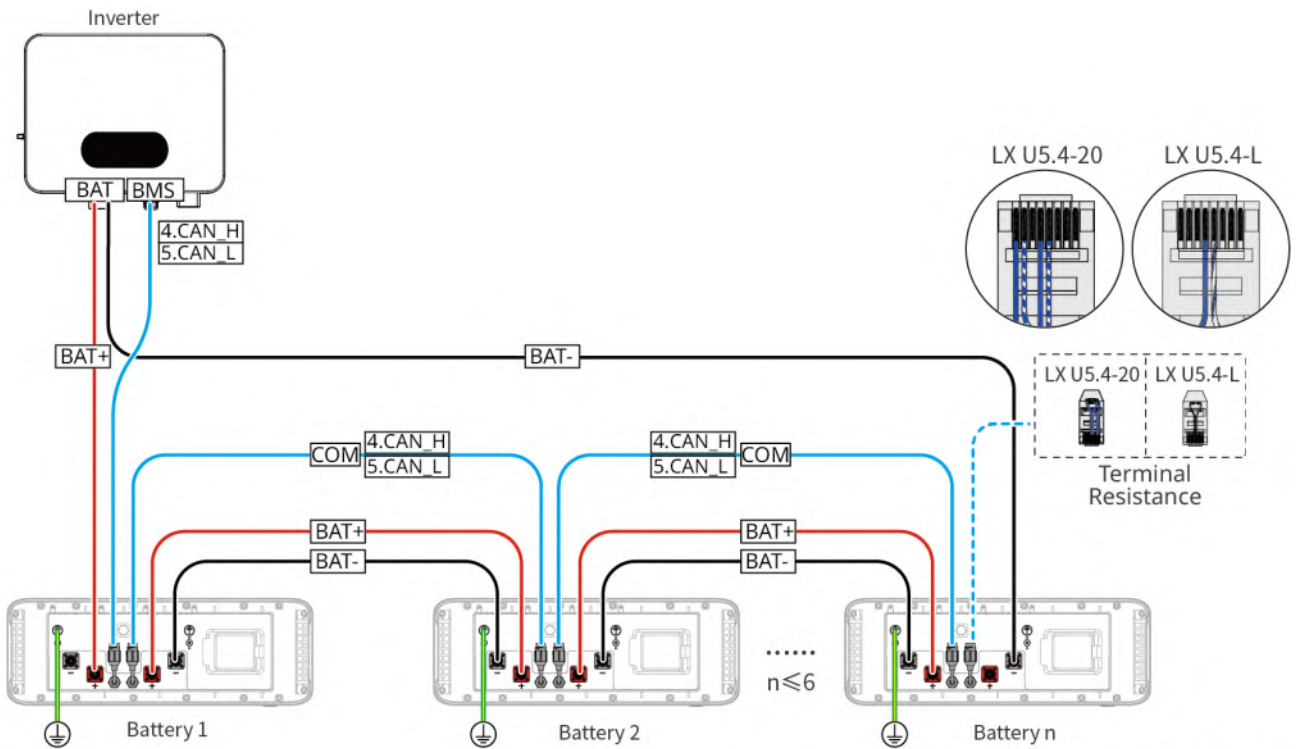 Inverter
BAT
BMS
4.CAN_H
5.CAN_L
LX U5.4-20
LX U5.4-L
BAT+
BAT-
LX U5.4-20
LX U5.4-L
Terminal
Resistance
COM
4.CAN_H
5.CAN_L
4.CAN_H
5.CAN_L
COM
BAT+
BAT-
BAT+
BAT-
- + + -
- + + -
- + + -
......
n≤6
Battery 1
Battery 2
Battery n